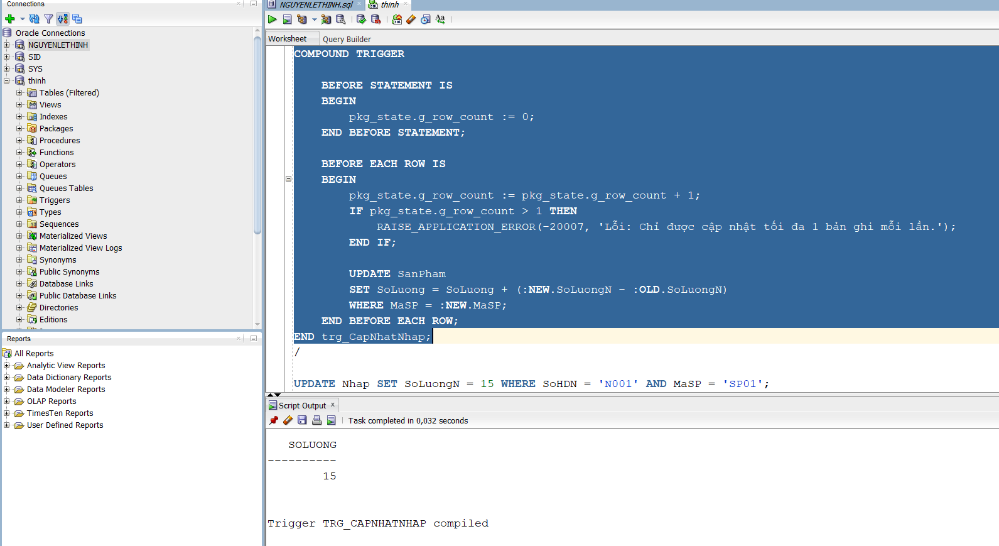 Connections
Oracle Connections
NGUYENLETHINH
SID
SYS
thinh
Tables (Filtered)
Views
Indexes
Packages
Procedures
Functions
Operators
Queues
Queues Tables
Triggers
Types
Sequences
Materialized Views
Materialized View Logs
Synonyms
Public Synonyms
Database Links
Public Database Links
Directories
Editions
Reports
All Reports
Analytic View Reports
Data Dictionary Reports
Data Modeler Reports
OLAP Reports
TimesTen Reports
User Defined Reports
NGUYENLETHINH.sql
thinh
Worksheet
Query Builder
COMPOUND TRIGGER
BEFORE STATEMENT IS
BEGIN
pkg_state.g_row_count := 0;
END BEFORE STATEMENT;
BEFORE EACH ROW IS
BEGIN
pkg_state.g_row_count := pkg_state.g_row_count + 1;
IF pkg_state.g_row_count > 1 THEN
RAISE_APPLICATION_ERROR(-20007, 'Lỗi: Chỉ được cập nhật tối đa 1 bản ghi mỗi lần.');
END IF;
UPDATE SanPham
SET SoLuong = SoLuong + (:NEW.SoLuongN - :OLD.SoLuongN)
WHERE MaSP = :NEW.MaSP;
END BEFORE EACH ROW;
END trg_CapNhatNhap;
/
UPDATE Nhap SET SoLuongN = 15 WHERE SoHDN = 'N001' AND MaSP = 'SP01';
Script Output
Task completed in 0,032 seconds
SOLUONG
----------
15
Trigger TRG_CAPNHATNHAP compiled